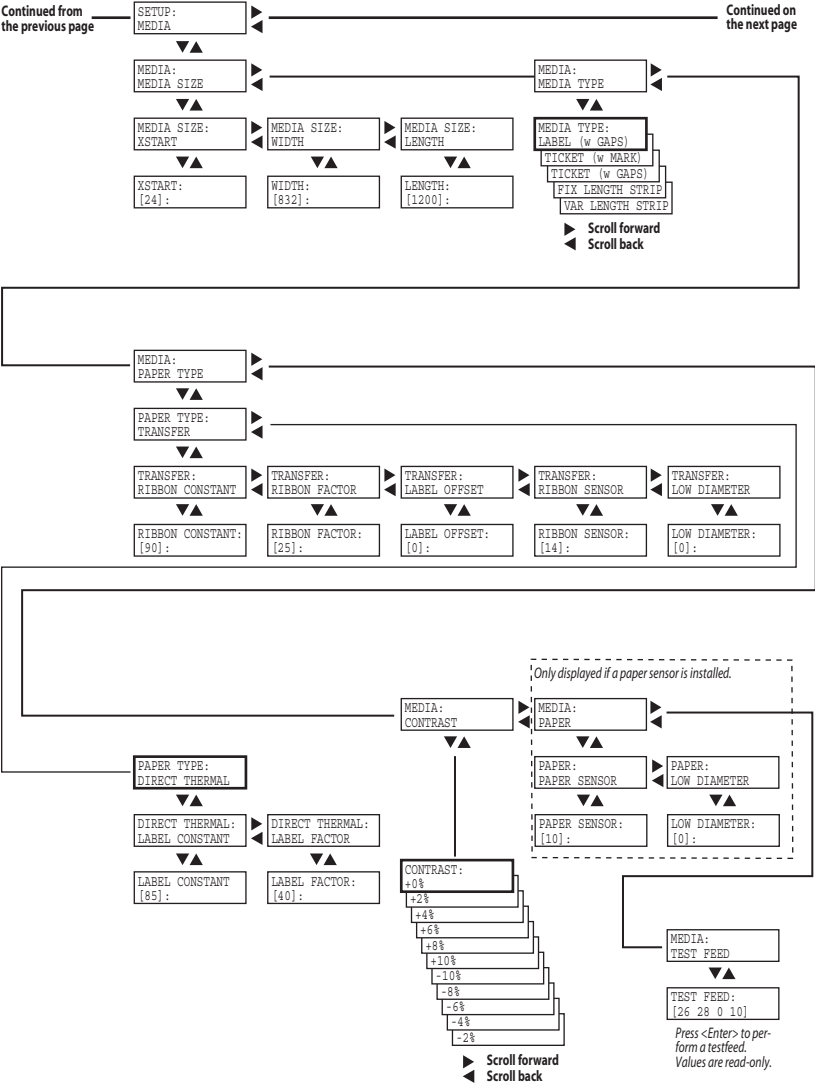 Continued from
the previous page
SETUP:
MEDIA
Continued on
the next page
MEDIA:
MEDIA SIZE
MEDIA:
MEDIA TYPE
MEDIA SIZE:
XSTART
MEDIA SIZE:
WIDTH
MEDIA SIZE:
LENGTH
MEDIA TYPE:
LABEL (w GAPS)
TICKET (w MARK)
TICKET (w GAPS)
FIX LENGTH STRIP
VAR LENGTH STRIP
XSTART:
[24]:
WIDTH:
[832]:
LENGTH:
[1200]:
Scroll forward
Scroll back
MEDIA:
PAPER TYPE
PAPER TYPE:
TRANSFER
TRANSFER:
RIBBON CONSTANT
TRANSFER:
RIBBON FACTOR
TRANSFER:
LABEL OFFSET
TRANSFER:
RIBBON SENSOR
TRANSFER:
LOW DIAMETER
RIBBON CONSTANT:
[90]:
RIBBON FACTOR:
[25]:
LABEL OFFSET:
[0]:
RIBBON SENSOR:
[14]:
LOW DIAMETER:
[0]:
Only displayed if a paper sensor is installed.
MEDIA:
CONTRAST
MEDIA:
PAPER
PAPER TYPE:
DIRECT THERMAL
PAPER:
PAPER SENSOR
PAPER:
LOW DIAMETER
DIRECT THERMAL:
LABEL CONSTANT
DIRECT THERMAL:
LABEL FACTOR
PAPER SENSOR:
[10]:
LOW DIAMETER:
[0]:
LABEL CONSTANT
[85]:
LABEL FACTOR:
[40]:
CONTRAST:
+0%
+2%
+4%
+6%
+8%
+10%
-10%
-8%
-6%
-4%
-2%
Scroll forward
Scroll back
MEDIA:
TEST FEED
TEST FEED:
[26 28 0 10]
Press <Enter> to per-
form a testfeed.
Values are read-only.